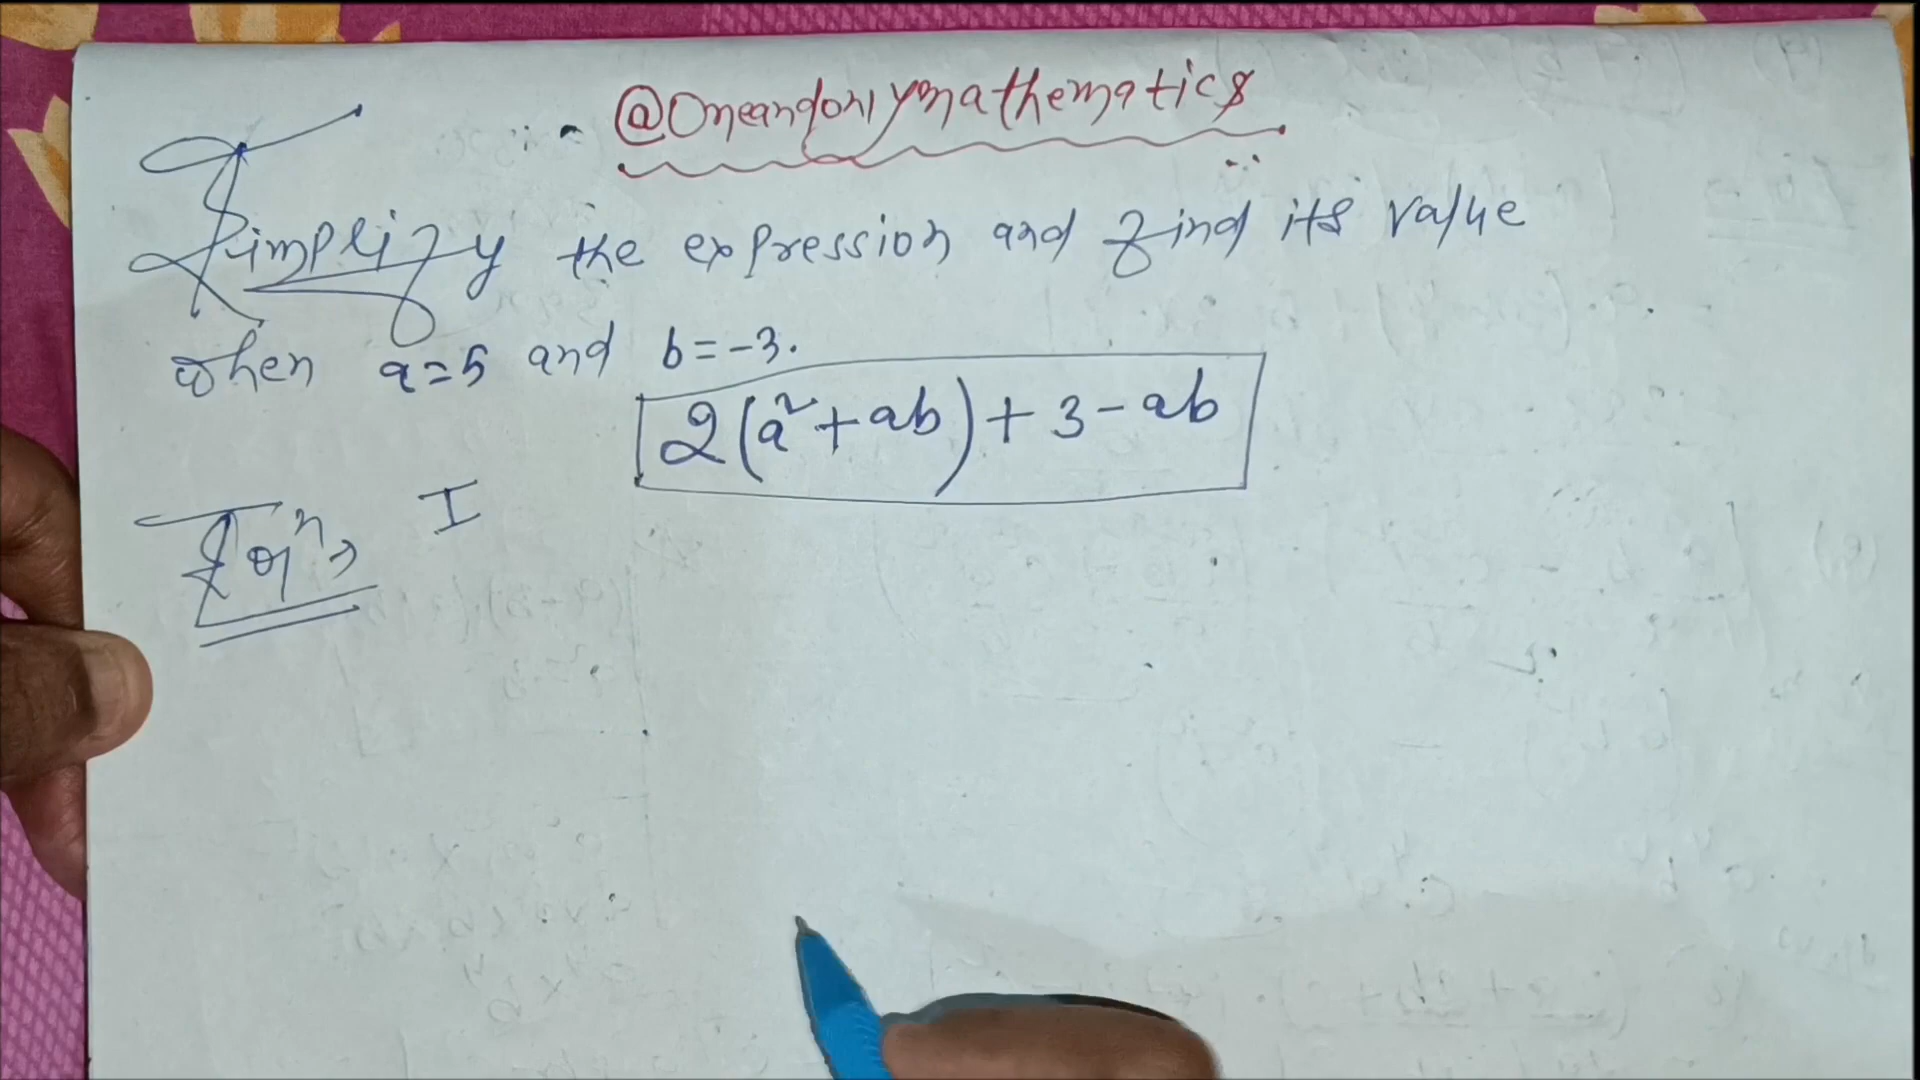 @Oneandonlymathematics
Simplify the expression and find its value
when a=5 and b=-3.
2(a²+ab)+3-ab
Solⁿ→ I